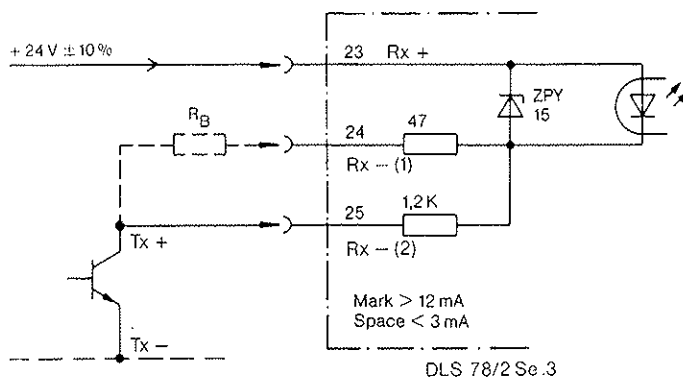 + 24 V ± 10 %
23 Rx +
ZPY
15
R_B
24
47
Rx – (1)
25
1,2 K
Rx – (2)
Tx +
Tx –
Mark > 12 mA
Space < 3 mA
DLS 78/2 Se.3